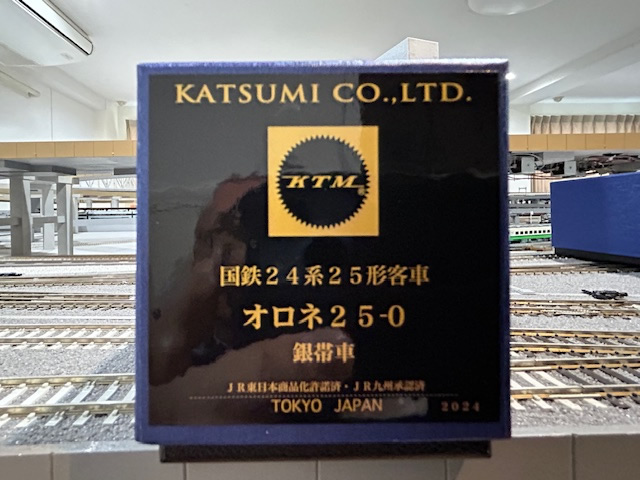 KATSUMI CO.,LTD.
KTM
国鉄24系25形客車
オロネ25-0
銀帯車
JR東日本商品化許諾済・JR九州承認済
TOKYO JAPAN 2024